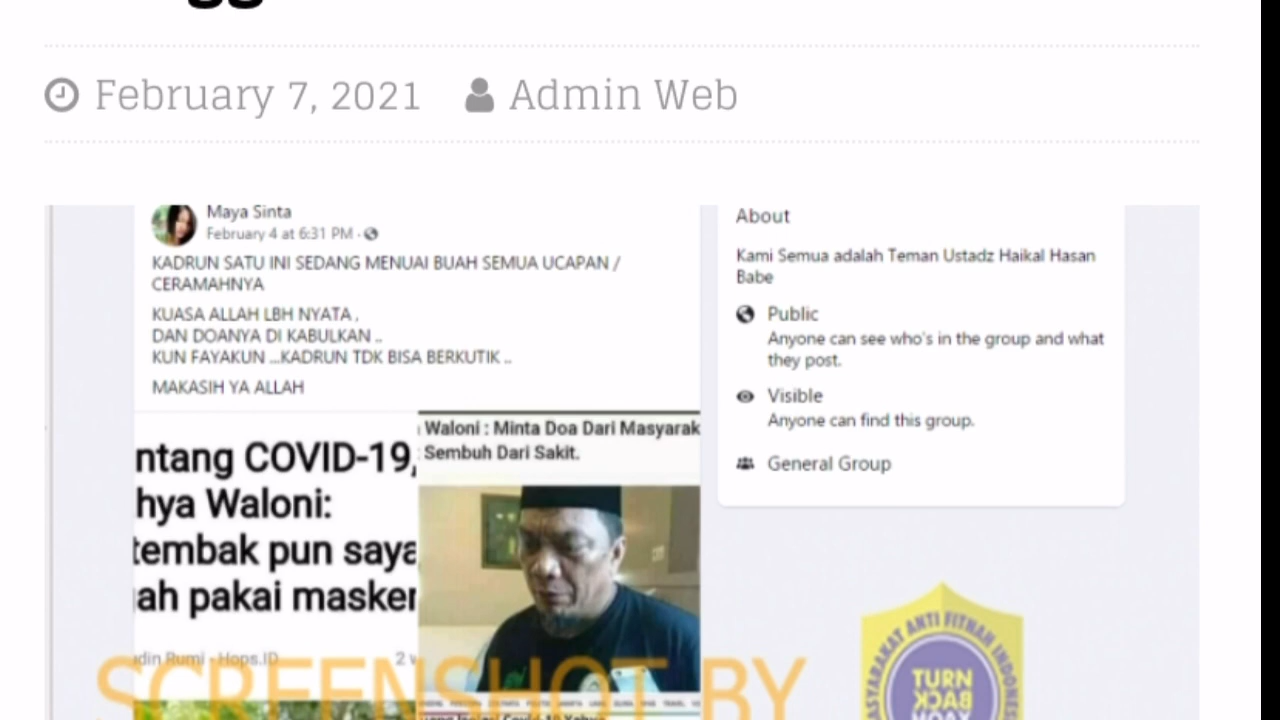 February 7, 2021 Admin Web
Maya Sinta
February 4 at 6:31 PM
KADRUN SATU INI SEDANG MENUAI BUAH SEMUA UCAPAN /
CERAMAHNYA
KUASA ALLAH LBH NYATA ,
DAN DOANYA DI KABULKAN ..
KUN FAYAKUN ...KADRUN TDK BISA BERKUTIK ..
MAKASIH YA ALLAH
ntang COVID-19,
hya Waloni:
tembak pun saya
ah pakai masker
din Rumi - Hops.ID 2 w
Waloni : Minta Doa Dari Masyarak
Sembuh Dari Sakit.
About
Kami Semua adalah Teman Ustadz Haikal Hasan
Babe
Public
Anyone can see who's in the group and what
they post.
Visible
Anyone can find this group.
General Group
SCREENSHOT BY
MASYARAKAT ANTI FITNAH INDONESIA
TURN
BACK